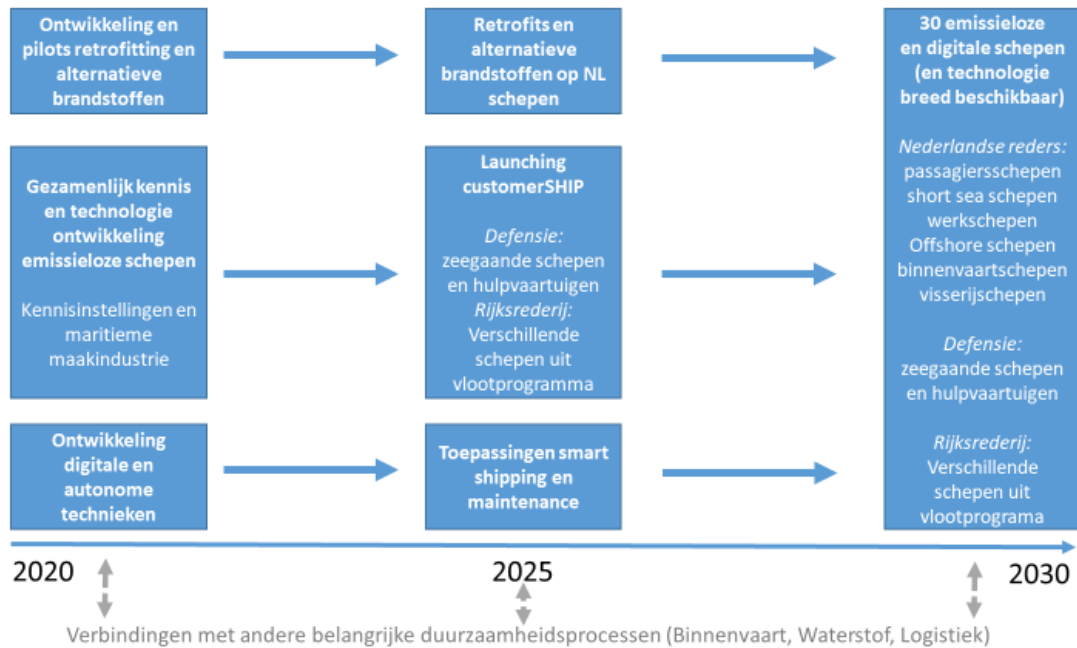 Ontwikkeling en
pilots retrofitting en
alternatieve
brandstoffen
Retrofits en
alternatieve
brandstoffen op NL
schepen
30 emissieloze
en digitale schepen
(en technologie
breed beschikbaar)
Nederlandse reders:
passagiersschepen
short sea schepen
werkschepen
Offshore schepen
binnenvaartschepen
visserijschepen
Defensie:
zeegaande schepen
en hulpvaartuigen
Rijksrederij:
Verschillende
schepen uit
vlootprograma
Gezamenlijk kennis
en technologie
ontwikkeling
emissieloze schepen
Kennisinstellingen en
maritieme
maakindustrie
Launching
customerSHIP
Defensie:
zeegaande schepen
en hulpvaartuigen
Rijksrederij:
Verschillende
schepen uit
vlootprogramma
Ontwikkeling
digitale en
autonome
technieken
Toepassingen smart
shipping en
maintenance
2020
2025
2030
Verbindingen met andere belangrijke duurzaamheidsprocessen (Binnenvaart, Waterstof, Logistiek)